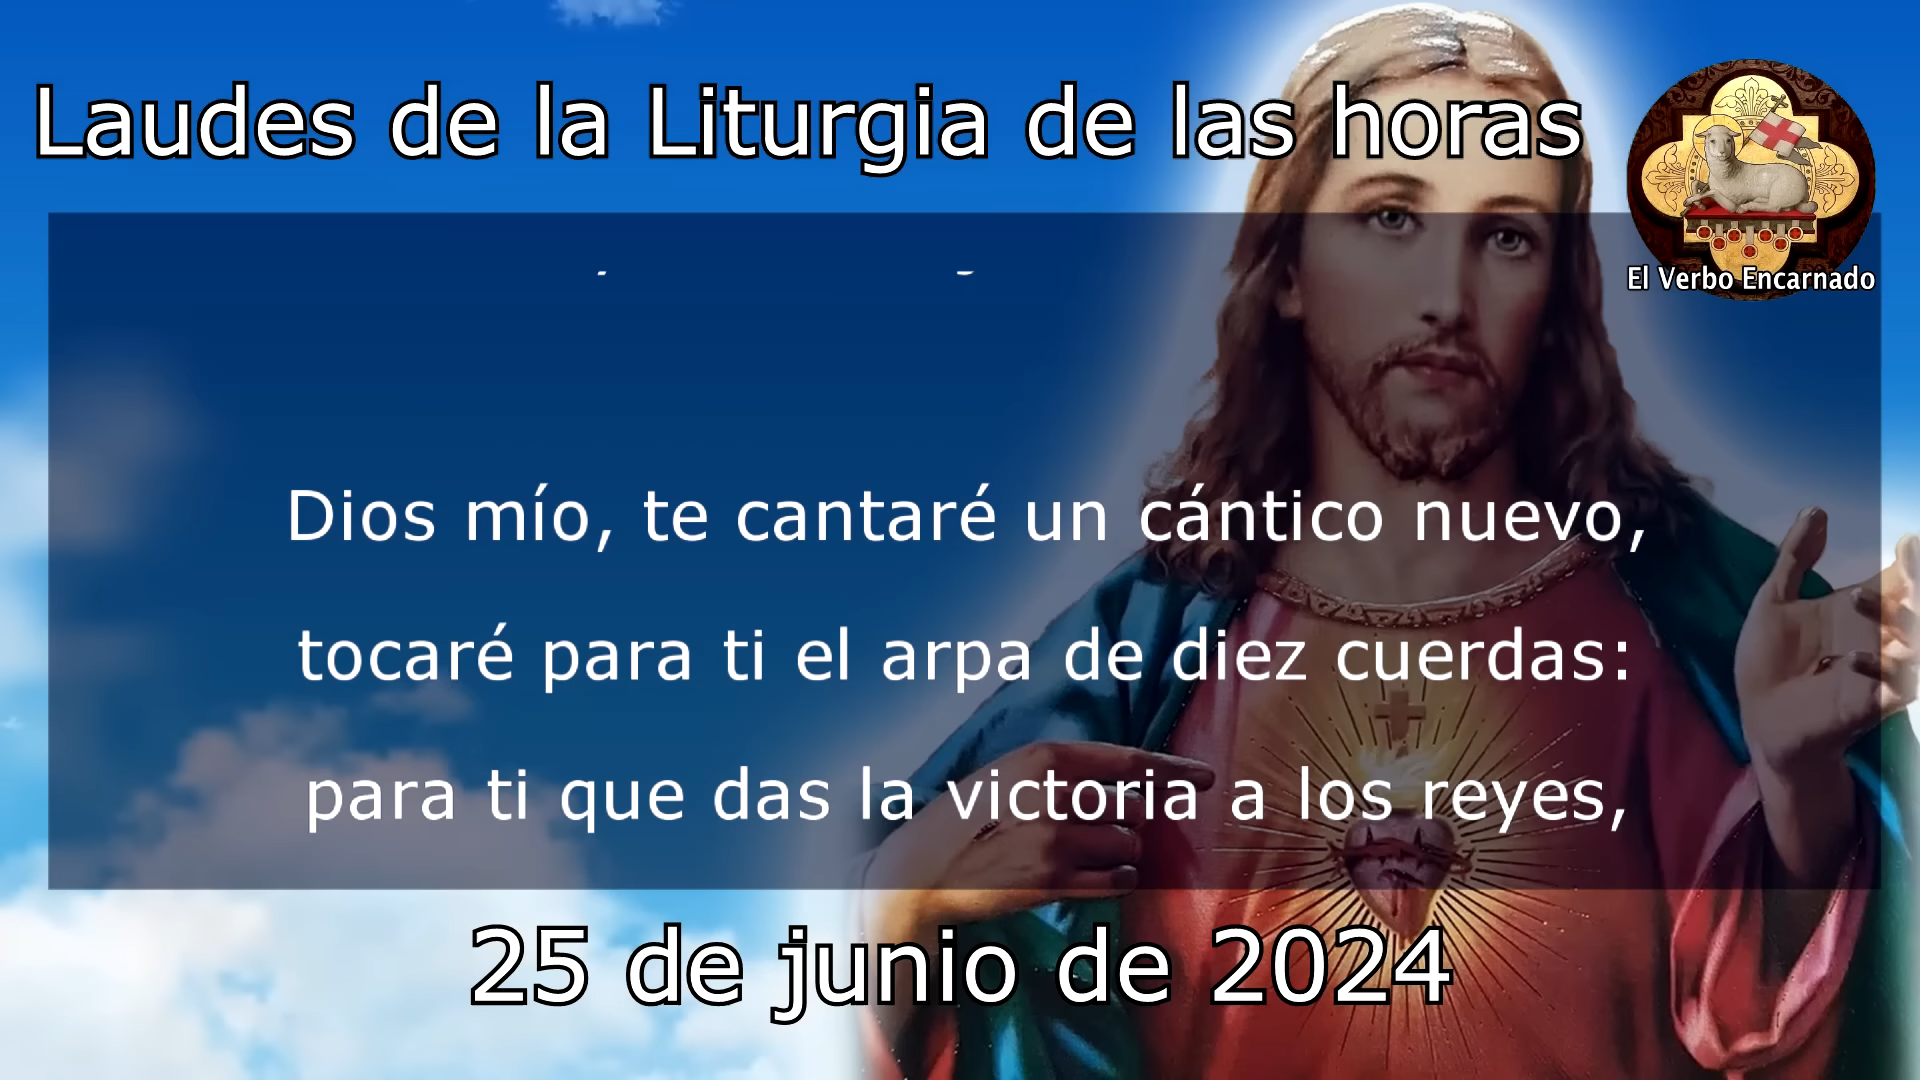 Laudes de la Liturgia de las horas
El Verbo Encarnado
Dios mío, te cantaré un cántico nuevo,
tocaré para ti el arpa de diez cuerdas:
para ti que das la victoria a los reyes,
25 de junio de 2024